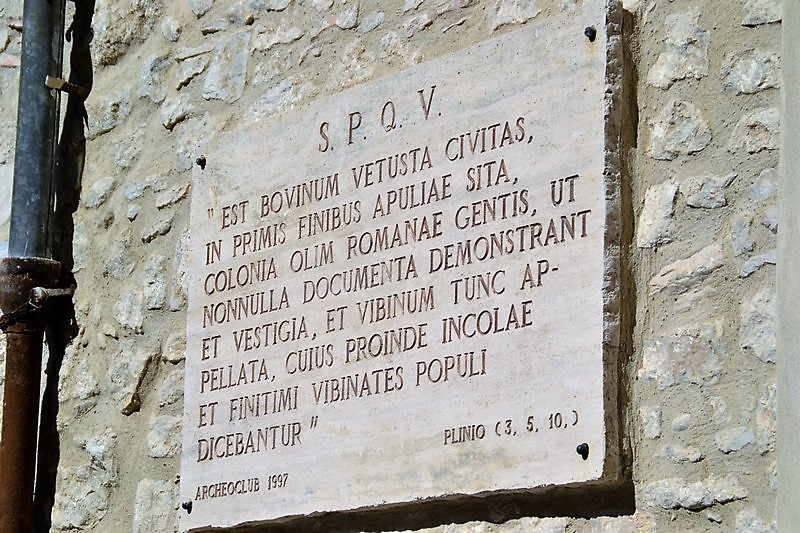 S. P. Q. V.
"EST BOVINUM VETUSTA CIVITAS,
IN PRIMIS FINIBUS APULIAE SITA,
COLONIA OLIM ROMANAE GENTIS, UT
NONNULLA DOCUMENTA DEMONSTRANT
ET VESTIGIA, ET VIBINUM TUNC AP-
PELLATA, CUIUS PROINDE INCOLAE
ET FINITIMI VIBINATES POPULI
DICEBANTUR"
PLINIO (3, 5, 10,)
ARCHEOCLUB 1997